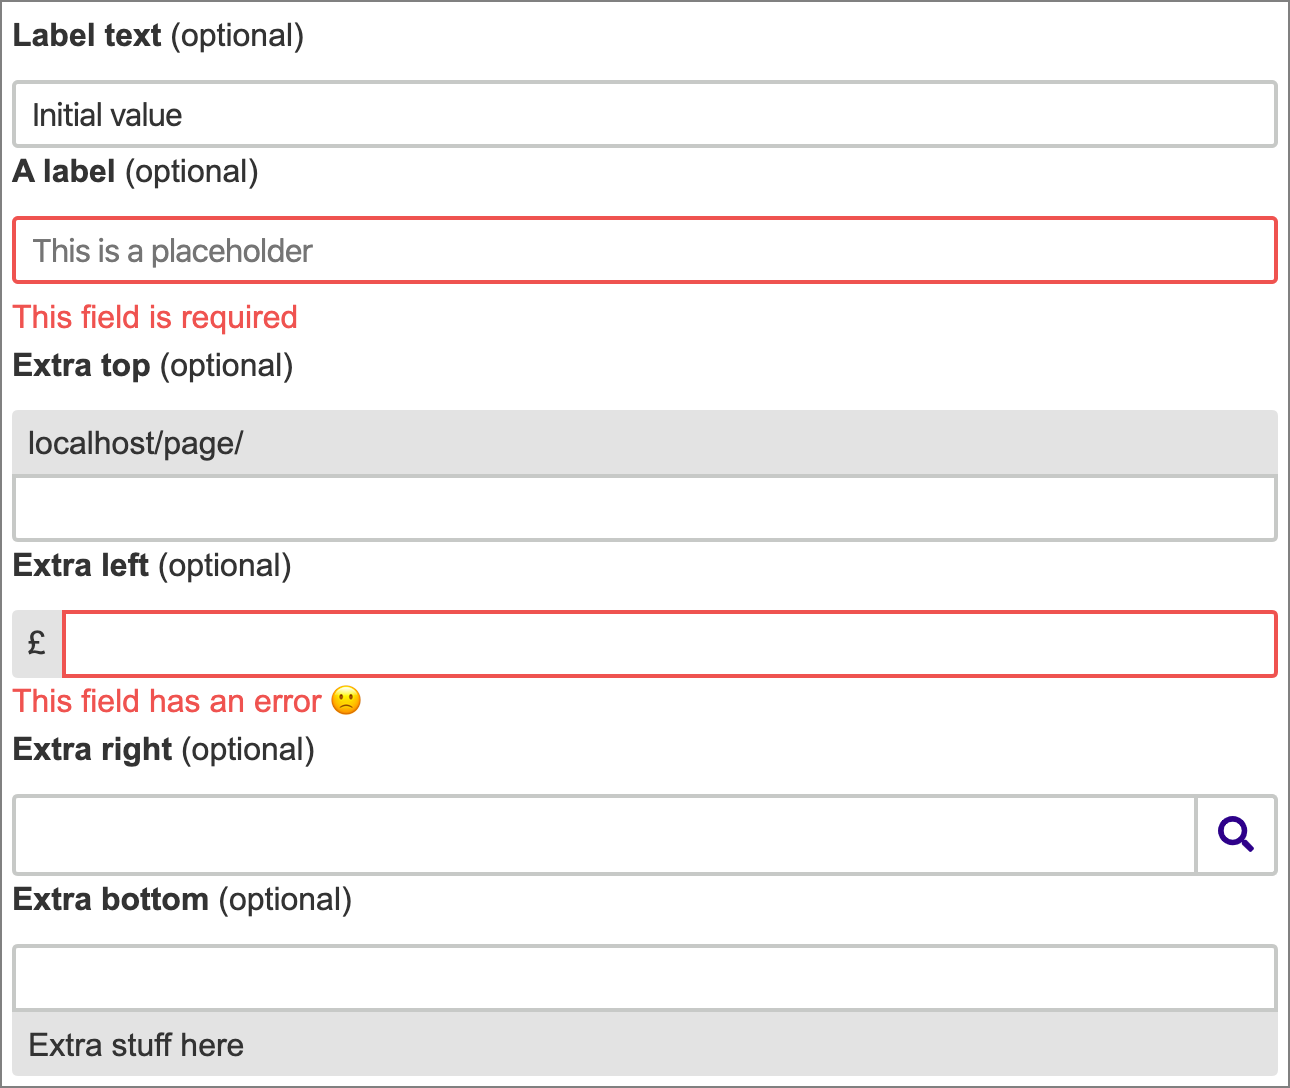 Label text (optional)
Initial value
A label (optional)
This is a placeholder
This field is required
Extra top (optional)
localhost/page/
Extra left (optional)
£
This field has an error 🙁
Extra right (optional)
Extra bottom (optional)
Extra stuff here